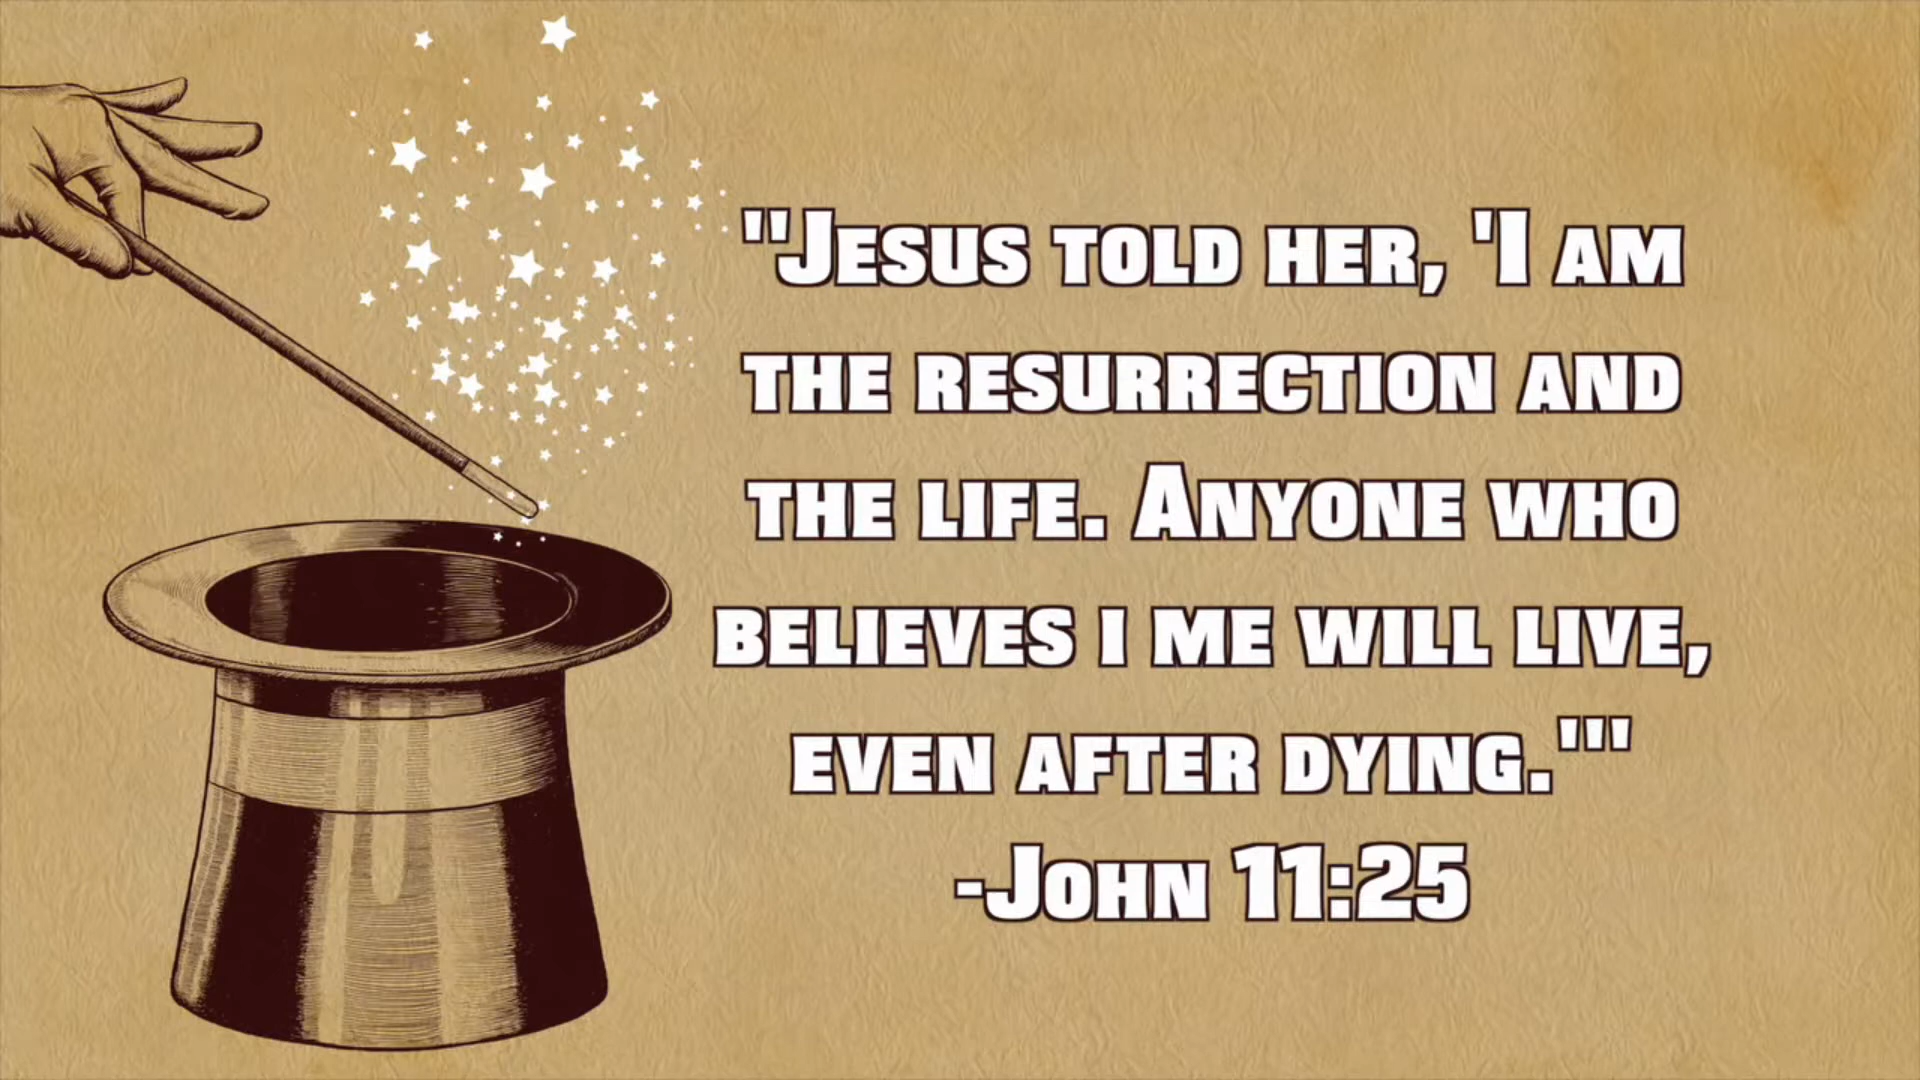 "Jesus told her, 'I am
the resurrection and
the life. Anyone who
believes i me will live,
even after dying.'"
-John 11:25